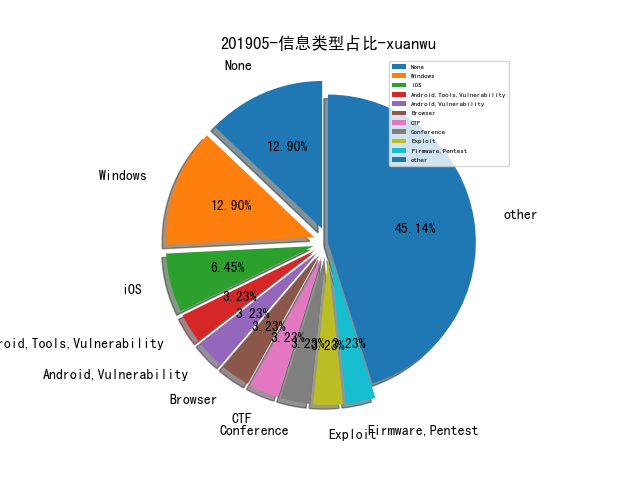 201905-信息类型占比-xuanwu
None
None
Windows
iOS
Android,Tools,Vulnerability
Android,Vulnerability
Browser
CTF
Conference
Exploit
Firmware,Pentest
other
12.90%
Windows
12.90%
other
45.14%
6.45%
iOS
3.23%
3.23%
3.23%
3.23%
3.23%
3.23%
3.23%
roid,Tools,Vulnerability
Android,Vulnerability
Browser
CTF
Conference
Exploit
Firmware,Pentest